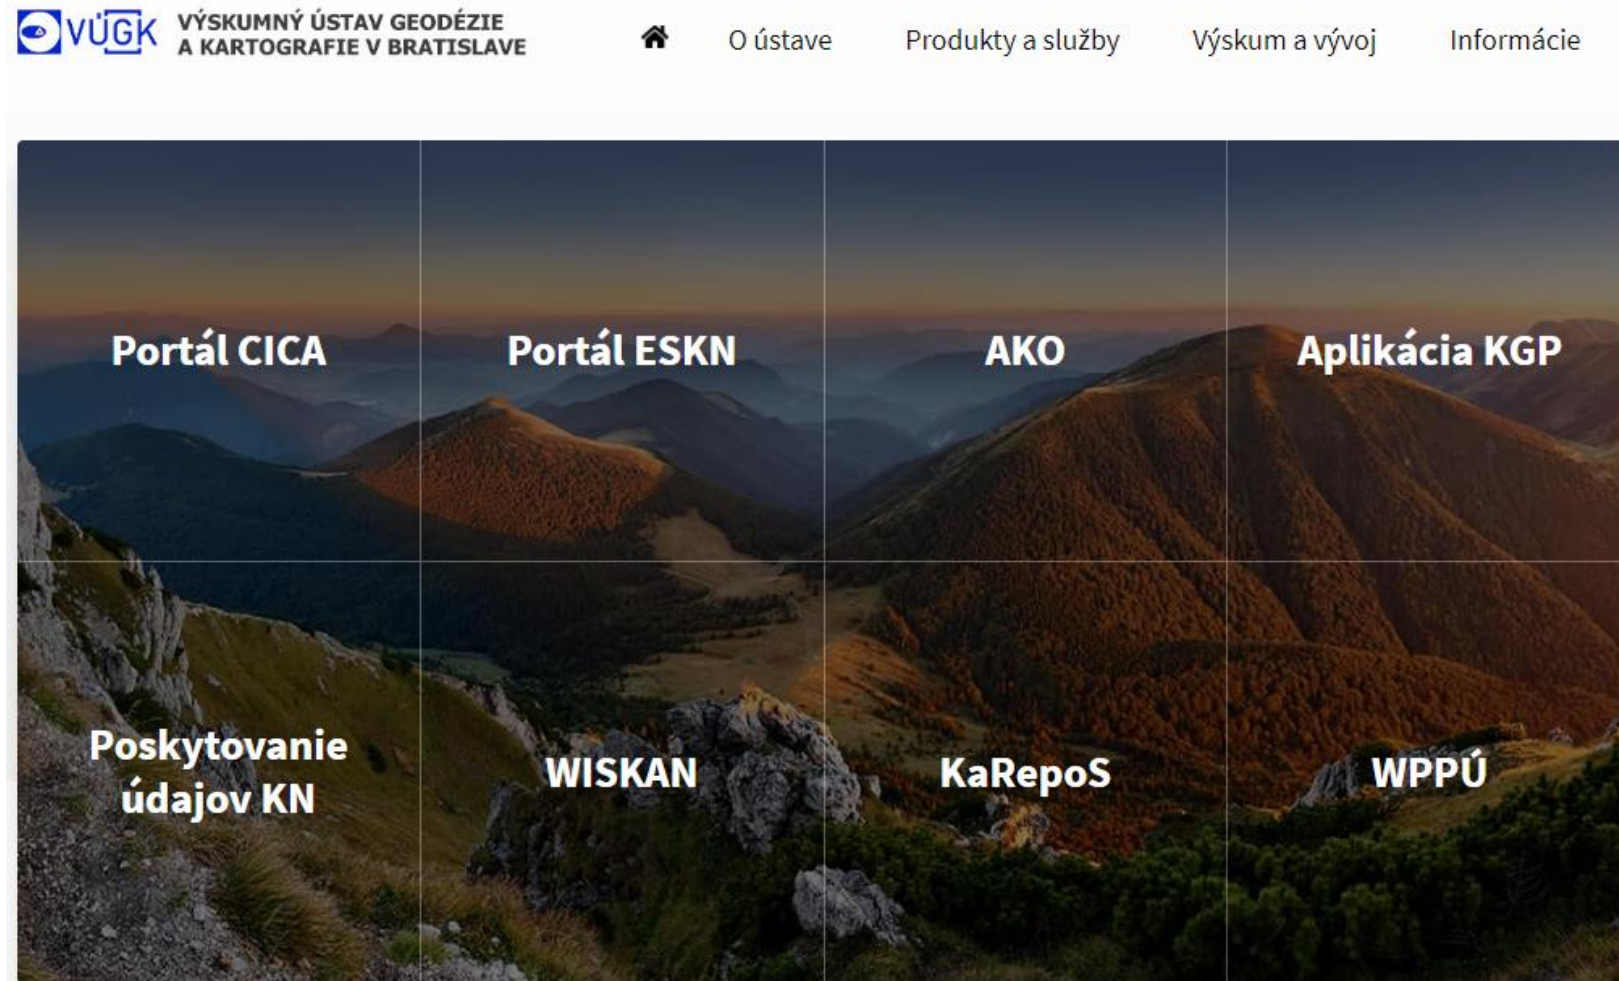 VÚGK
VÝSKUMNÝ ÚSTAV GEODÉZIE
A KARTOGRAFIE V BRATISLAVE
O ústave
Produkty a služby
Výskum a vývoj
Informácie
Portál CICA
Portál ESKN
AKO
Aplikácia KGP
Poskytovanie
údajov KN
WISKAN
KaRepoS
WPPÚ